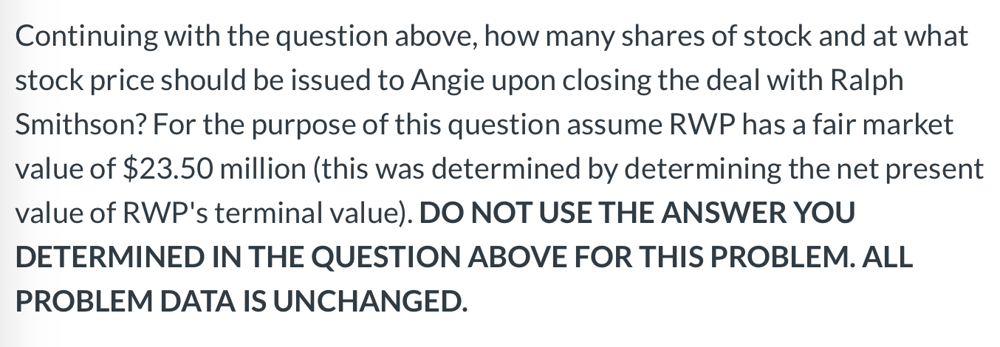 Continuing with the question above, how many shares of stock and at what
stock price should be issued to Angie upon closing the deal with Ralph
Smithson? For the purpose of this question assume RWP has a fair market
value of $23.50 million (this was determined by determining the net present
value of RWP's terminal value). DO NOT USE THE ANSWER YOU
DETERMINED IN THE QUESTION ABOVE FOR THIS PROBLEM. ALL
PROBLEM DATA IS UNCHANGED.